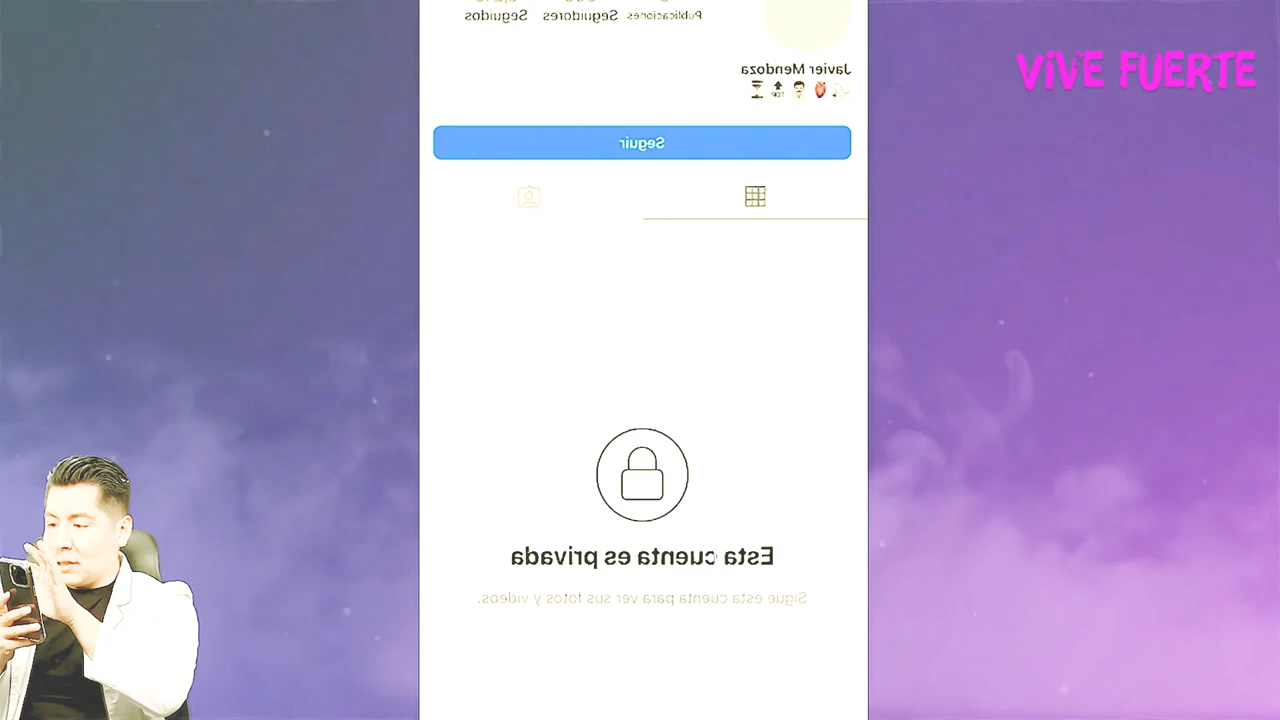 Publicaciones Seguidores Seguidos
Javier Mendoza
TOP
Seguir
Esta cuenta es privada
Sigue esta cuenta para ver sus fotos y videos.
VIVE FUERTE